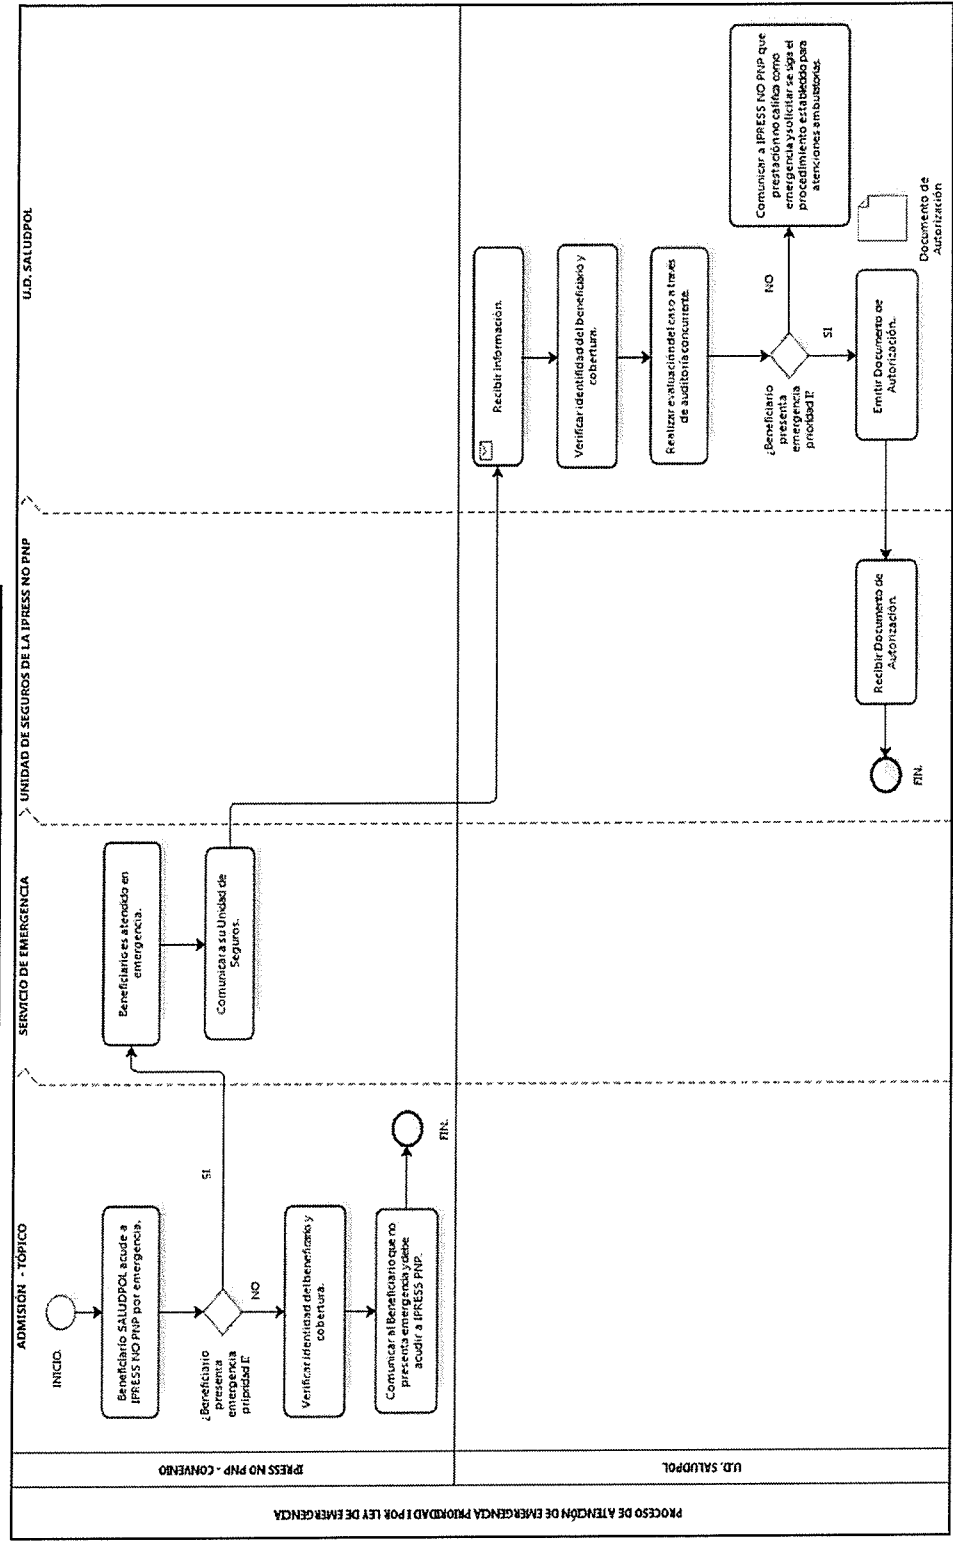 PROCESO DE ATENCIÓN DE EMERGENCIA PRIORIDAD I POR LEY DE EMERGENCIA
IPRESS NO PNP - CONVENIO
U.D. SALUDPOL
ADMISIÓN - TÓPICO
SERVICIO DE EMERGENCIA
UNIDAD DE SEGUROS DE LA IPRESS NO PNP
U.D. SALUDPOL
INICIO.
Beneficiario SALUDPOL acude a
IPRESS NO PNP por emergencia.
¿Beneficiario
presenta
emergencia
prioridad I?
SI
NO
Verificar identidad del beneficiario y
cobertura.
Comunicar al Beneficiario que no
presenta emergencia y debe
acudir a IPRESS PNP.
FIN.
Beneficiario es atendido en
emergencia.
Comunicar a su Unidad de
Seguros.
Recibir información.
Verificar identifidad del beneficiario y
cobertura.
Realizar evaluación del caso a traves
de auditoría concurrente.
¿Beneficiario
presenta
emergencia
prioridad I?
NO
SI
Comunicar a IPRESS NO PNP que
prestación no califica como
emergencia y solicitar se siga el
procedimiento establecido para
atenciones ambulatorias.
Emitir Documento de
Autorización.
Documento de
Autorización
Recibir Documento de
Autorización.
FIN.